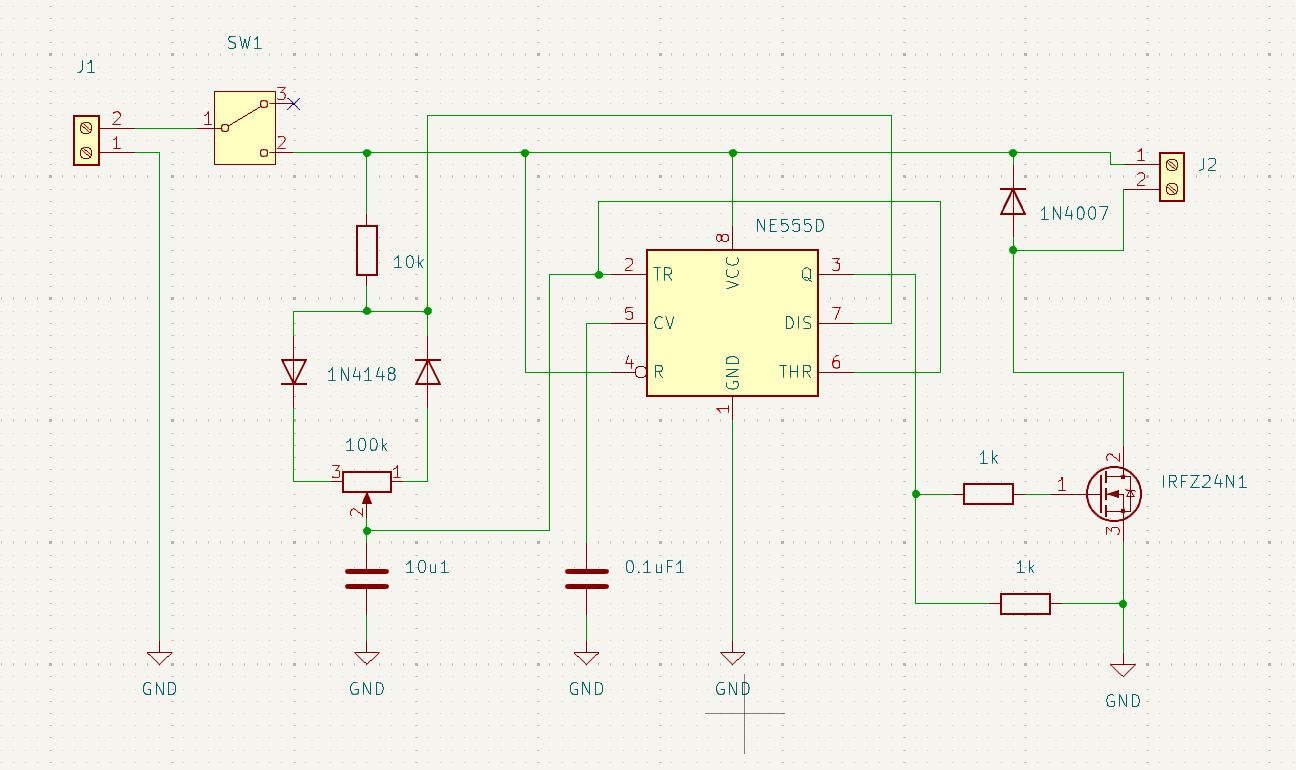 SW1
J1
3
2
1
1
2
1
2
J2
1N4007
NE555D
8
10k
2
TR
VCC
Q
3
5
CV
DIS
7
4
R
GND
THR
6
1
1N4148
100k
3
1
2
1k
1
2
IRFZ24N1
3
10u1
0.1uF1
1k
GND
GND
GND
GND
GND